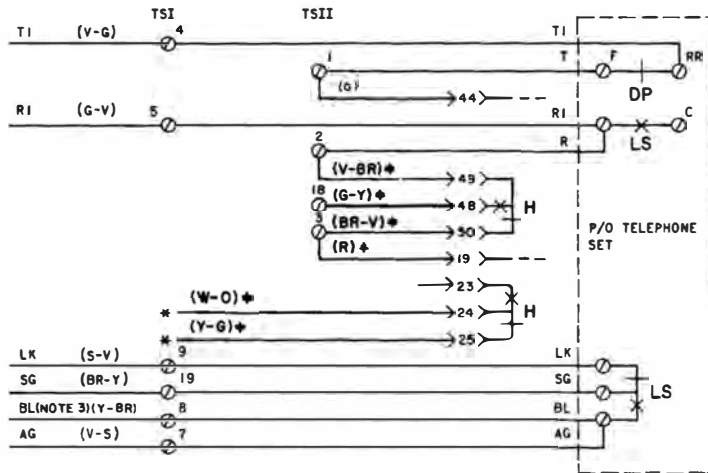 TSI TSII
TI (V-G) 4 TI
1 T F RR
(G) 44 DP
RI (G-V) 5 RI C
2 R LS
(V-BR)✦ 49
18 (G-Y)✦ 48 H
3 (BR-V)✦ 50 P/O TELEPHONE
(R)✦ 19 SET
23
* (W-O)✦ 24 H
* (Y-G)✦ 25
LK (S-V) 9 LK
SG (BR-Y) 19 SG LS
BL(NOTE 3)(Y-BR) 8 BL
AG (V-S) 7 AG